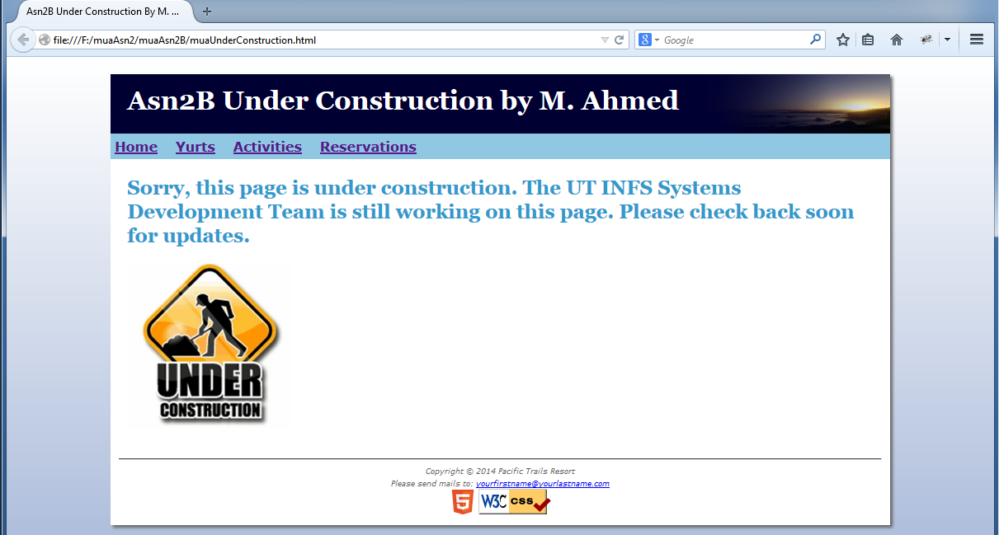 Asn2B Under Construction By M. ...
file:///F:/muaAsn2/muaAsn2B/muaUnderConstruction.html
8 Google
Asn2B Under Construction by M. Ahmed
Home Yurts Activities Reservations
Sorry, this page is under construction. The UT INFS Systems
Development Team is still working on this page. Please check back soon
for updates.
UNDER
CONSTRUCTION
Copyright © 2014 Pacific Trails Resort
Please send mails to: yourfirstname@yourlastname.com
5 W3C css